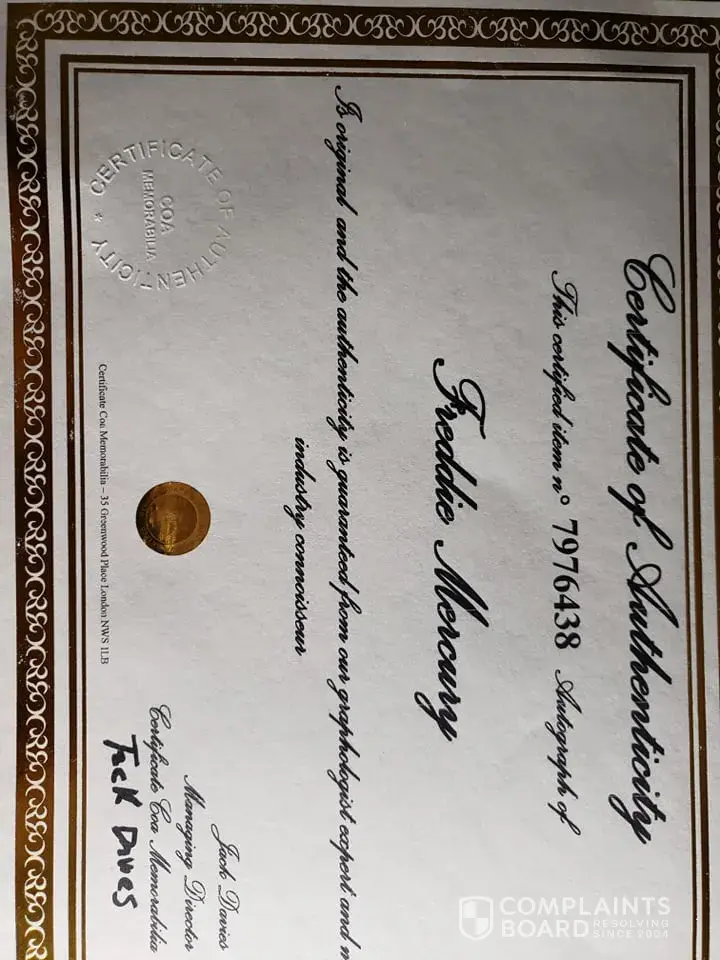 Certificate of Authenticity
This certified item n° 7976438 Autograph of
Freddie Mercury
Is original and the authenticity is guaranteed from our graphologist expert and m
industry connoisseur
CERTIFICATE OF AUTHENTICITY *
COA
MEMORABILIA
Jack Davies
Managing Director
Certificate Coa Memorabilia
Jack Davies
Certificate Coa Memorabilia – 35 Greenwood Place London NW5 1LB
COMPLAINTS
BOARD RESOLVING
SINCE 2004